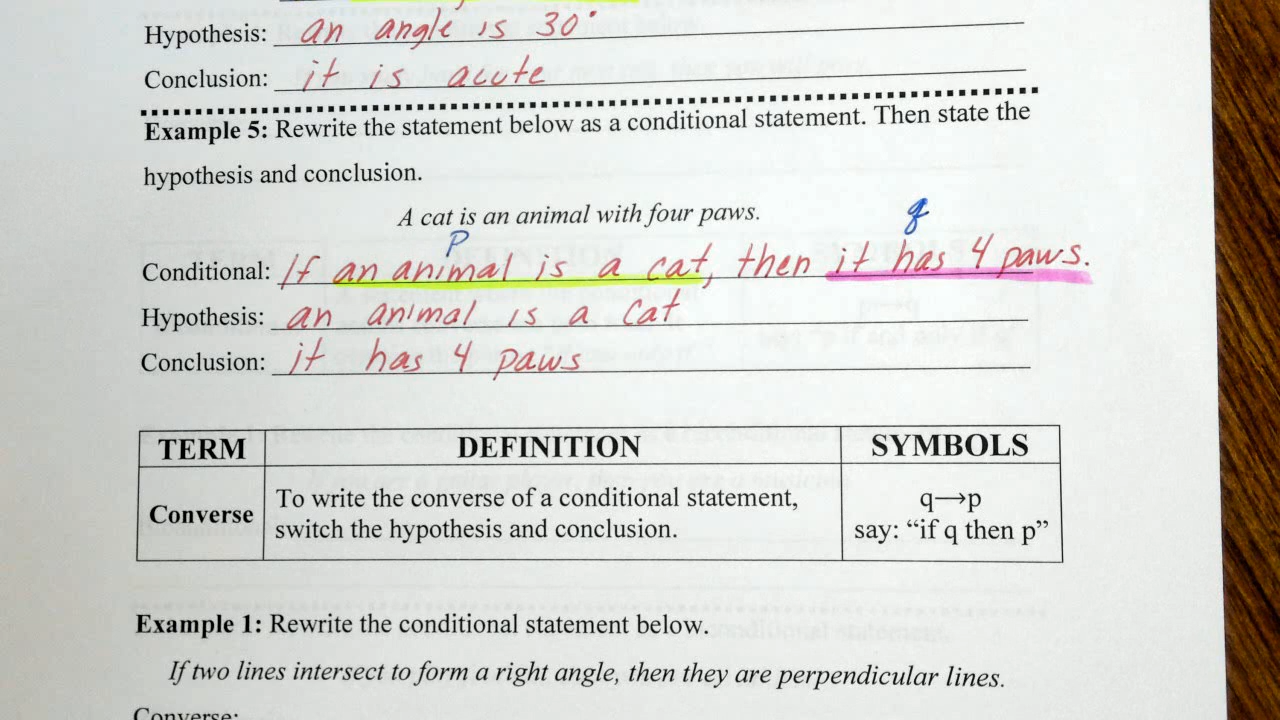 Hypothesis: an angle is 30°
Conclusion: it is acute
Example 5: Rewrite the statement below as a conditional statement. Then state the
hypothesis and conclusion.
A cat is an animal with four paws.
p q
Conditional: If an animal is a cat, then it has 4 paws.
Hypothesis: an animal is a cat
Conclusion: it has 4 paws
TERM DEFINITION SYMBOLS
Converse To write the converse of a conditional statement, switch the hypothesis and conclusion. q→p say: “if q then p”
Example 1: Rewrite the conditional statement below.
If two lines intersect to form a right angle, then they are perpendicular lines.
Converse: